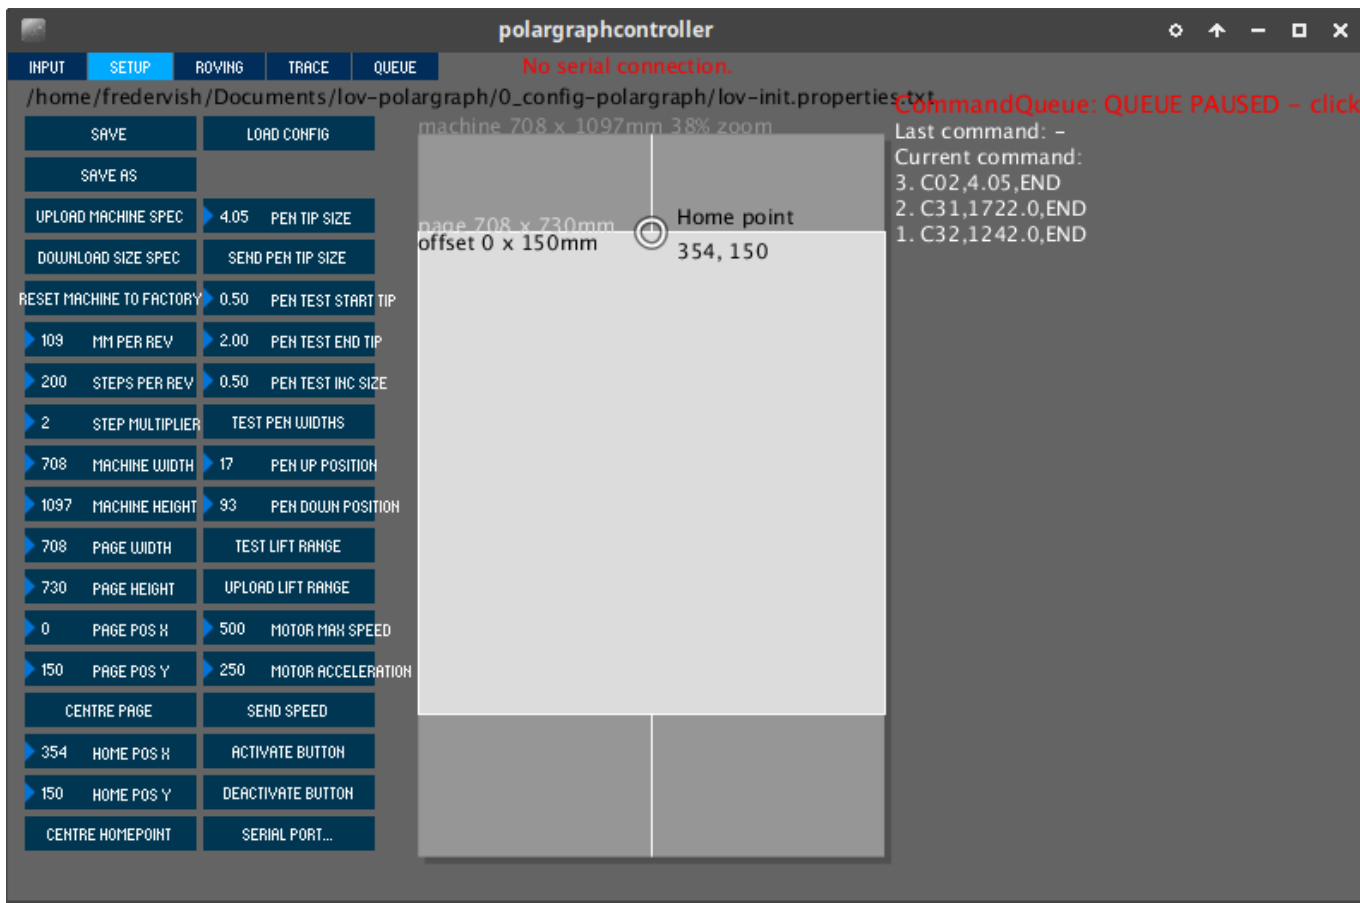 polargraphcontroller
INPUT SETUP ROVING TRACE QUEUE No serial connection.
/home/fredervish/Documents/lov-polargraph/0_config-polargraph/lov-init.properties.txt
CommandQueue: QUEUE PAUSED - click
SAVE LOAD CONFIG
machine 708 x 1097mm 38% zoom
Last command: -
Current command:
SAVE AS
3. C02,4.05,END
UPLOAD MACHINE SPEC 4.05 PEN TIP SIZE
page 708 x 730mm
Home point
2. C31,1722.0,END
1. C32,1242.0,END
offset 0 x 150mm
354, 150
DOWNLOAD SIZE SPEC SEND PEN TIP SIZE
RESET MACHINE TO FACTORY 0.50 PEN TEST START TIP
109 MM PER REV 2.00 PEN TEST END TIP
200 STEPS PER REV 0.50 PEN TEST INC SIZE
2 STEP MULTIPLIER TEST PEN WIDTHS
708 MACHINE WIDTH 17 PEN UP POSITION
1097 MACHINE HEIGHT 93 PEN DOWN POSITION
708 PAGE WIDTH TEST LIFT RANGE
730 PAGE HEIGHT UPLOAD LIFT RANGE
0 PAGE POS X 500 MOTOR MAX SPEED
150 PAGE POS Y 250 MOTOR ACCELERATION
CENTRE PAGE SEND SPEED
354 HOME POS X ACTIVATE BUTTON
150 HOME POS Y DEACTIVATE BUTTON
CENTRE HOMEPOINT SERIAL PORT...